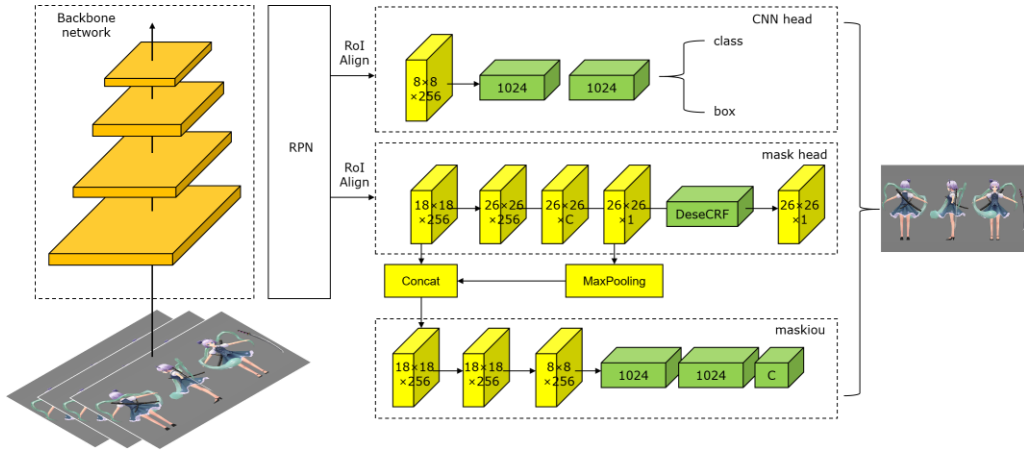 Backbone
network
RPN
RoI
Align
CNN head
8×8
×256
1024
1024
class
box
RoI
Align
mask head
18×18
×256
26×26
×256
26×26
×C
26×26
×1
DeseCRF
26×26
×1
Concat
MaxPooling
maskiou
18×18
×256
18×18
×256
8×8
×256
1024
1024
C